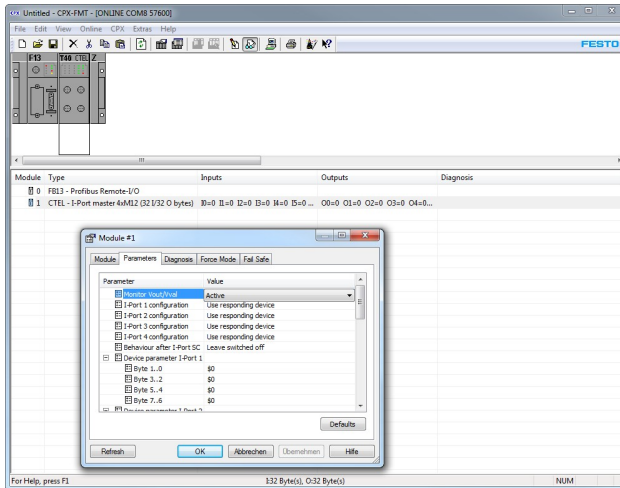 CPX Untitled - CPX-FMT - [ONLINE COM8 57600]
File Edit View Online CPX Extras Help
FESTO
F13 T40 CTEL Z
Module Type Inputs Outputs Diagnosis
0 FB13 - Profibus Remote-I/O
1 CTEL - I-Port master 4xM12 (32 I/32 O bytes) I0=0 I1=0 I2=0 I3=0 I4=0 I5=0 ... O0=0 O1=0 O2=0 O3=0 O4=0...
Module #1
Module Parameters Diagnosis Force Mode Fail Safe
Parameter Value
Monitor Vout/Vval Active
I-Port 1 configuration Use responding device
I-Port 2 configuration Use responding device
I-Port 3 configuration Use responding device
I-Port 4 configuration Use responding device
Behaviour after I-Port SC Leave switched off
Device parameter I-Port 1
Byte 1..0 $0
Byte 3..2 $0
Byte 5..4 $0
Byte 7..6 $0
Device parameter I-Port 2
Defaults
Refresh OK Abbrechen Übernehmen Hilfe
For Help, press F1 I:32 Byte(s), O:32 Byte(s) NUM